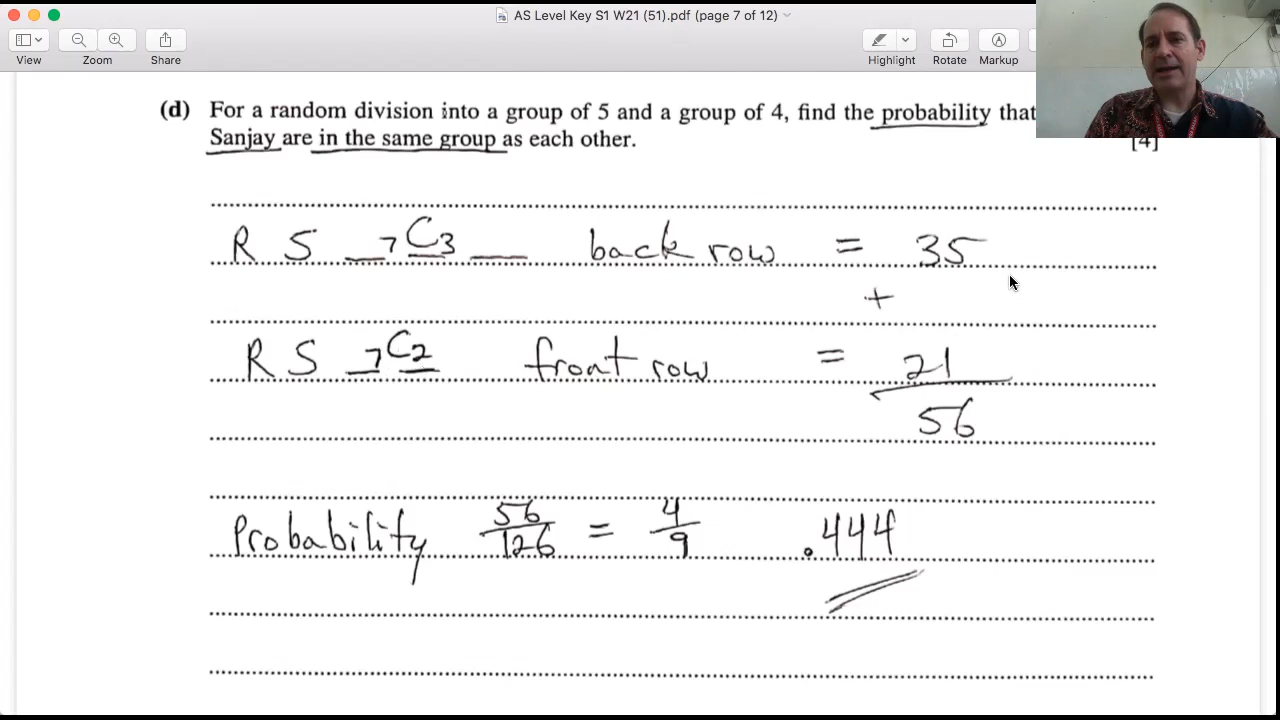 AS Level Key S1 W21 (51).pdf (page 7 of 12)
View Zoom Share Highlight Rotate Markup
(d) For a random division into a group of 5 and a group of 4, find the probability that
Sanjay are in the same group as each other.
[4]
R S 7C3 back row = 35
+
R S 7C2 front row = 21
56
Probability 56/126 = 4/9 .444